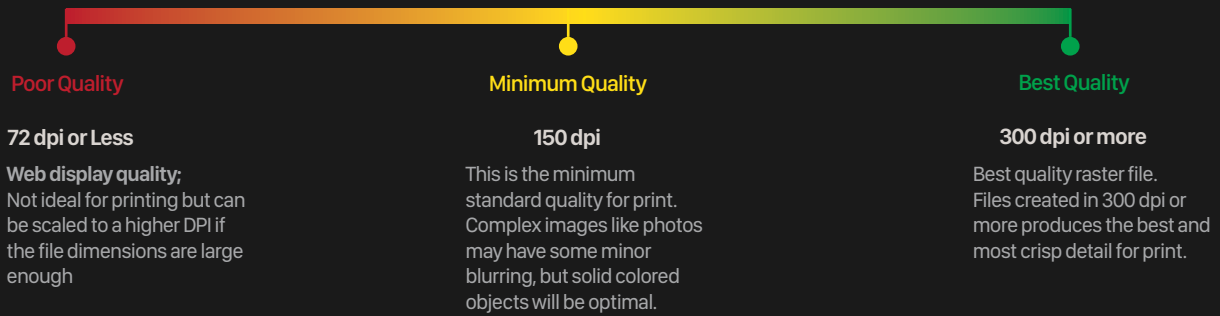 Poor Quality
72 dpi or Less
Web display quality;
Not ideal for printing but can
be scaled to a higher DPI if
the file dimensions are large
enough
Minimum Quality
150 dpi
This is the minimum
standard quality for print.
Complex images like photos
may have some minor
blurring, but solid colored
objects will be optimal.
Best Quality
300 dpi or more
Best quality raster file.
Files created in 300 dpi or
more produces the best and
most crisp detail for print.